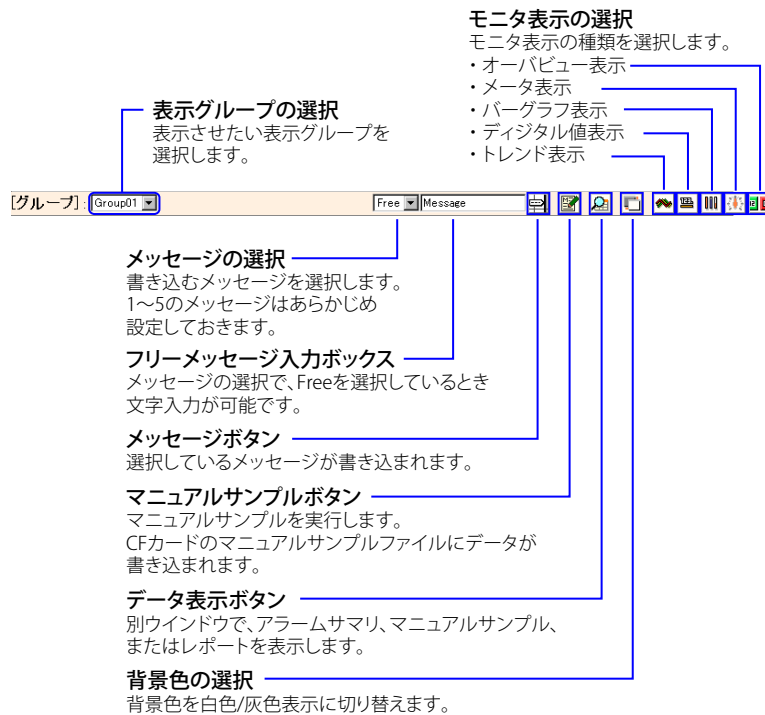 モニタ表示の選択
モニタ表示の種類を選択します。
・オーバビュー表示
・メータ表示
・バーグラフ表示
・ディジタル値表示
・トレンド表示
表示グループの選択
表示させたい表示グループを
選択します。
[グループ]: Group01 Free Message
メッセージの選択
書き込むメッセージを選択します。
1〜5のメッセージはあらかじめ
設定しておきます。
フリーメッセージ入力ボックス
メッセージの選択で、Freeを選択しているとき
文字入力が可能です。
メッセージボタン
選択しているメッセージが書き込まれます。
マニュアルサンプルボタン
マニュアルサンプルを実行します。
CFカードのマニュアルサンプルファイルにデータが
書き込まれます。
データ表示ボタン
別ウインドウで、アラームサマリ、マニュアルサンプル、
またはレポートを表示します。
背景色の選択
背景色を白色/灰色表示に切り替えます。